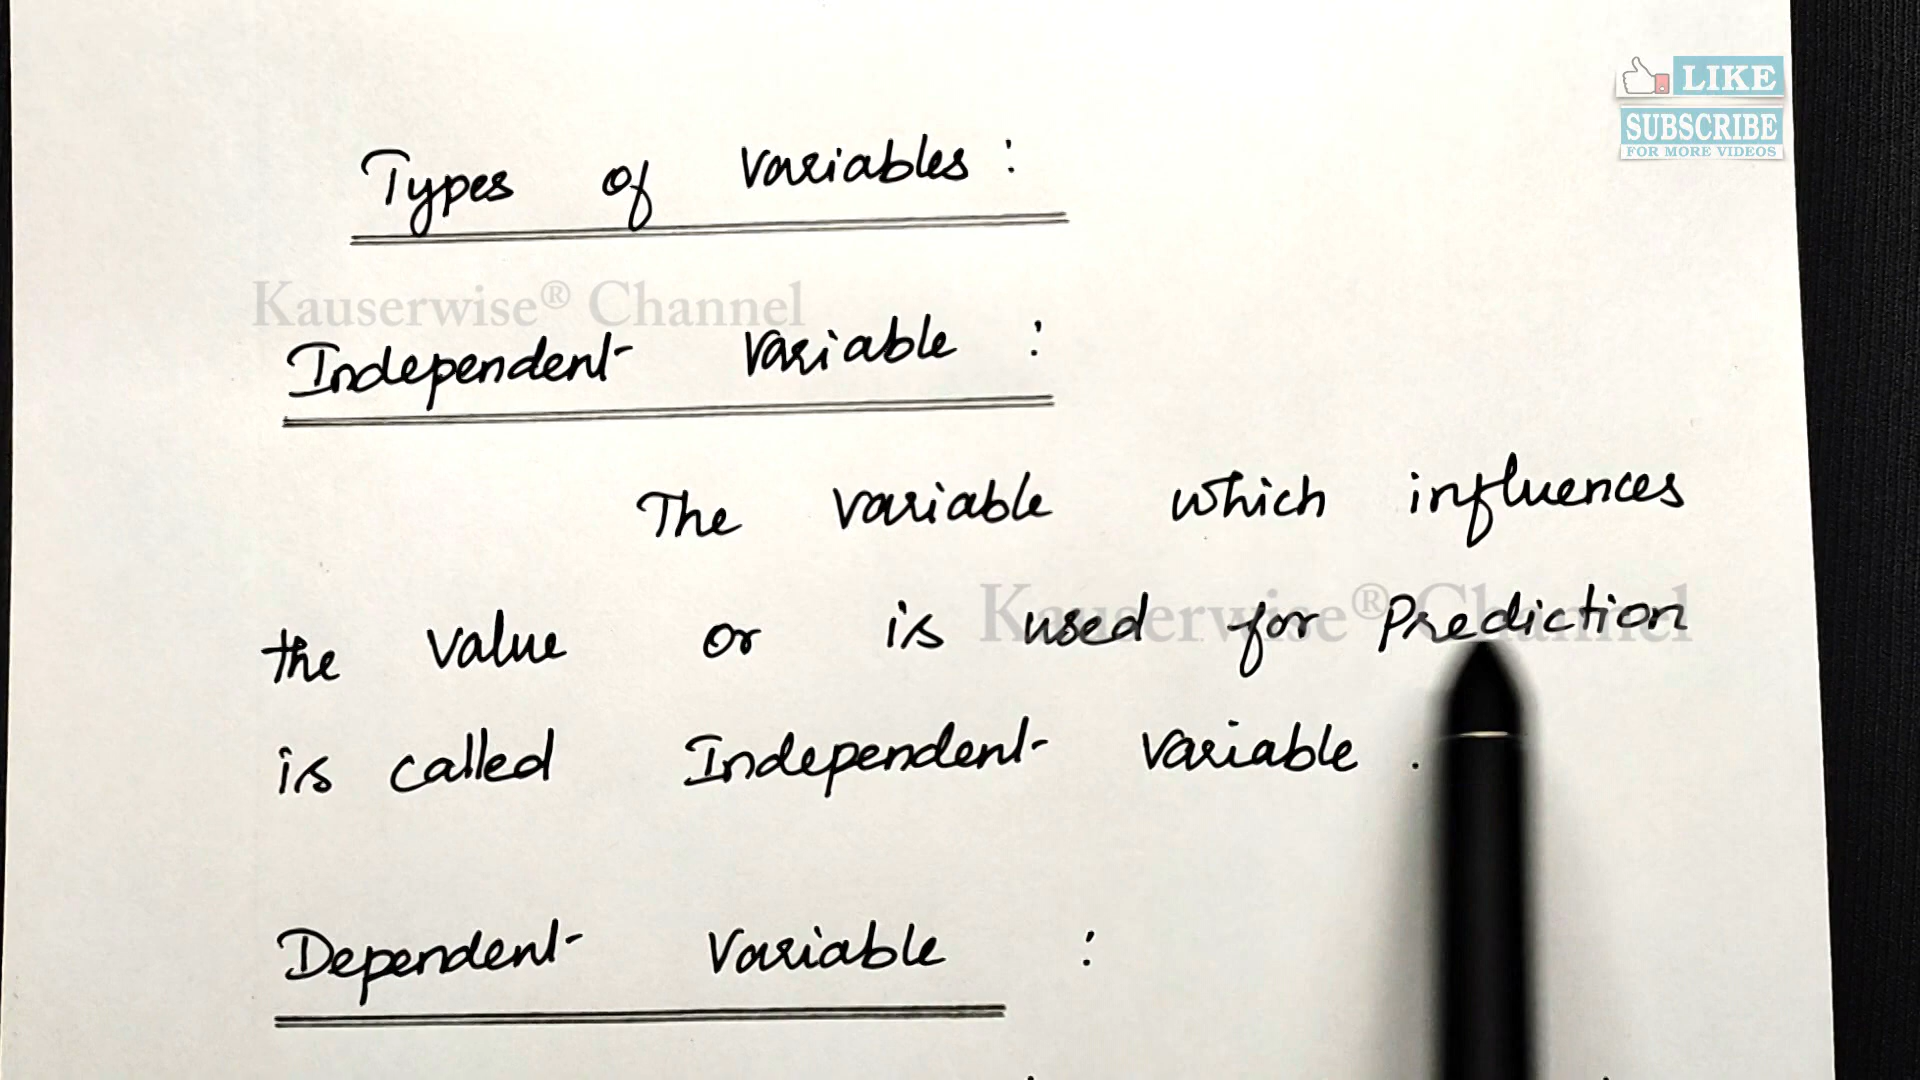 LIKE
SUBSCRIBE
FOR MORE VIDEOS
Types of Variables :
Kauserwise® Channel
Independent Variable :
The variable which influences
the value or is used for Prediction
Kauserwise® Channel
is called Independent Variable .
Dependent Variable :